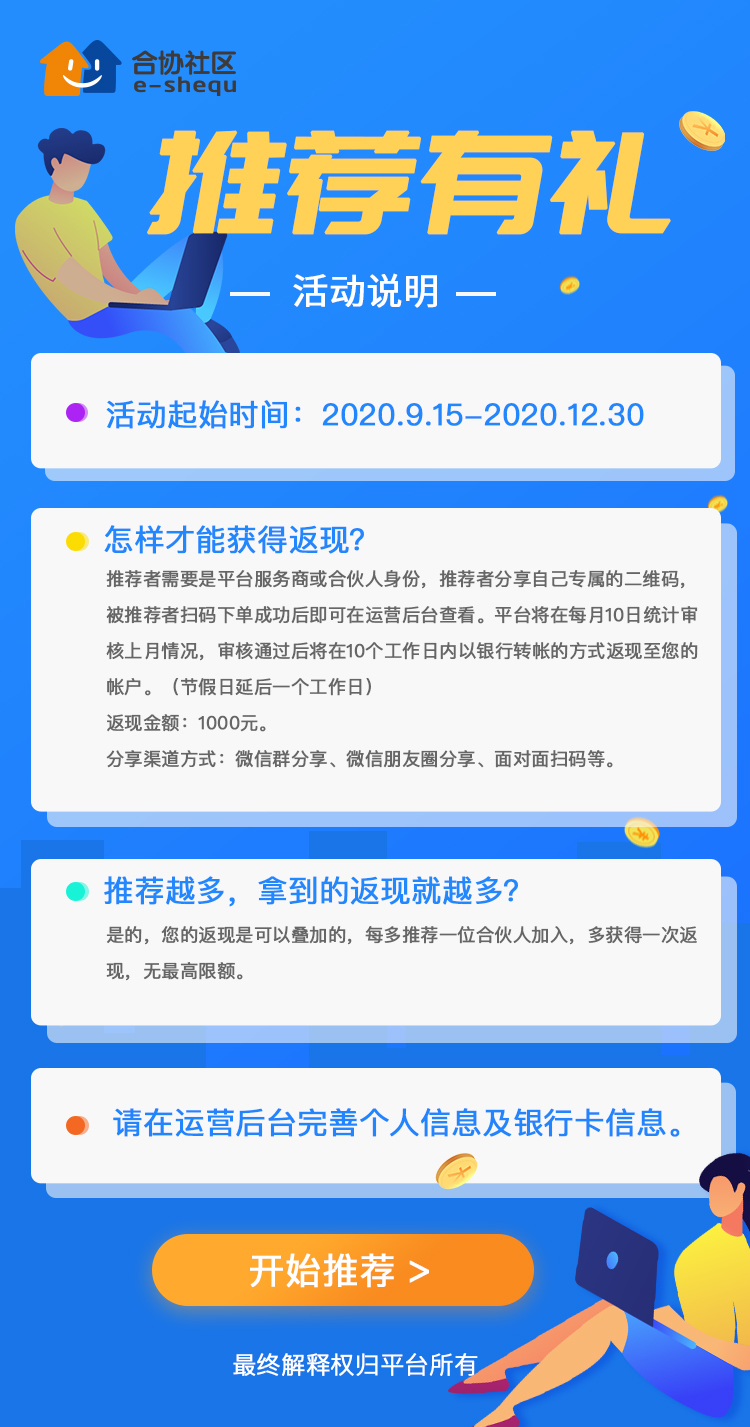 合协社区
e-shequ
推荐有礼
— 活动说明 —
活动起始时间：2020.9.15-2020.12.30
怎样才能获得返现?
推荐者需要是平台服务商或合伙人身份，推荐者分享自己专属的二维码，
被推荐者扫码下单成功后即可在运营后台查看。平台将在每月10日统计审
核上月情况，审核通过后将在10个工作日内以银行转帐的方式返现至您的
帐户。（节假日延后一个工作日）
返现金额：1000元。
分享渠道方式：微信群分享、微信朋友圈分享、面对面扫码等。
推荐越多，拿到的返现就越多?
是的，您的返现是可以叠加的，每多推荐一位合伙人加入，多获得一次返
现，无最高限额。
请在运营后台完善个人信息及银行卡信息。
开始推荐 >
最终解释权归平台所有